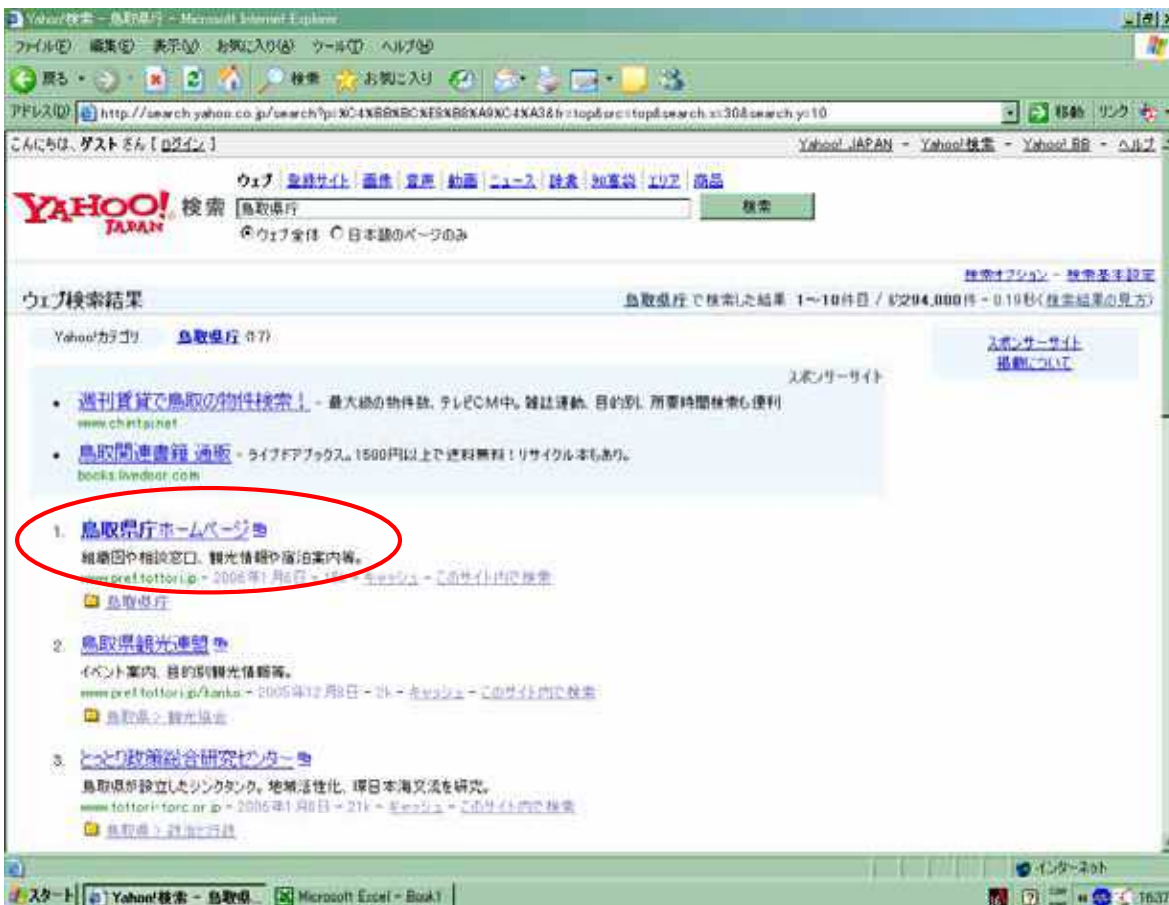 Yahoo!検索 - 鳥取県庁 - Microsoft Internet Explorer
ファイル(F) 編集(E) 表示(V) お気に入り(A) ツール(T) ヘルプ(H)
戻る 検索 お気に入り
アドレス(D) http://search.yahoo.co.jp/search?p=%C4%BB%BC%E8%B8%A9%C4%A3&fr=top&src=top&search.x=30&search.y=10 移動 リンク
こんにちは、ゲストさん [ ログイン ] Yahoo! JAPAN - Yahoo!検索 - Yahoo! BB - ヘルプ
ウェブ | 登録サイト | 画像 | 音声 | 動画 | ニュース | 辞書 | 知恵袋 | エリア | 商品
YAHOO! JAPAN 検索 鳥取県庁 検索
ウェブ全体 日本語のページのみ
検索オプション - 検索基本設定
ウェブ検索結果 鳥取県庁 で検索した結果 1~10件目 / 約294,000件 - 0.19秒 (検索結果の見方)
Yahoo!カテゴリ 鳥取県庁 (17)
スポンサーサイト
掲載について
スポンサーサイト
• 週刊賃貸で鳥取の物件検索! - 最大級の物件数、テレビCM中。雑誌連動、目的別、所要時間検索も便利
www.chintai.net
• 鳥取関連書籍 通販 - ライブドアブックス。1500円以上で送料無料!リサイクル本もあり。
books.livedoor.com
1. 鳥取県庁ホームページ
組織図や相談窓口、観光情報や宿泊案内等。
www.pref.tottori.jp - 2006年1月6日 - キャッシュ - このサイト内で検索
鳥取県庁
2. 鳥取県観光連盟
イベント案内、目的別観光情報等。
www.pref.tottori.jp/kanko - 2005年12月8日 - 2k - キャッシュ - このサイト内で検索
鳥取県 > 観光協会
3. とっとり政策総合研究センター
鳥取県が設立したシンクタンク。地域活性化、環日本海交流を研究。
www.tottori-torc.or.jp - 2006年1月8日 - 21k - キャッシュ - このサイト内で検索
鳥取県 > 政治と行政
インターネット
スタート Yahoo!検索 - 鳥取県... Microsoft Excel - Book1 16:37